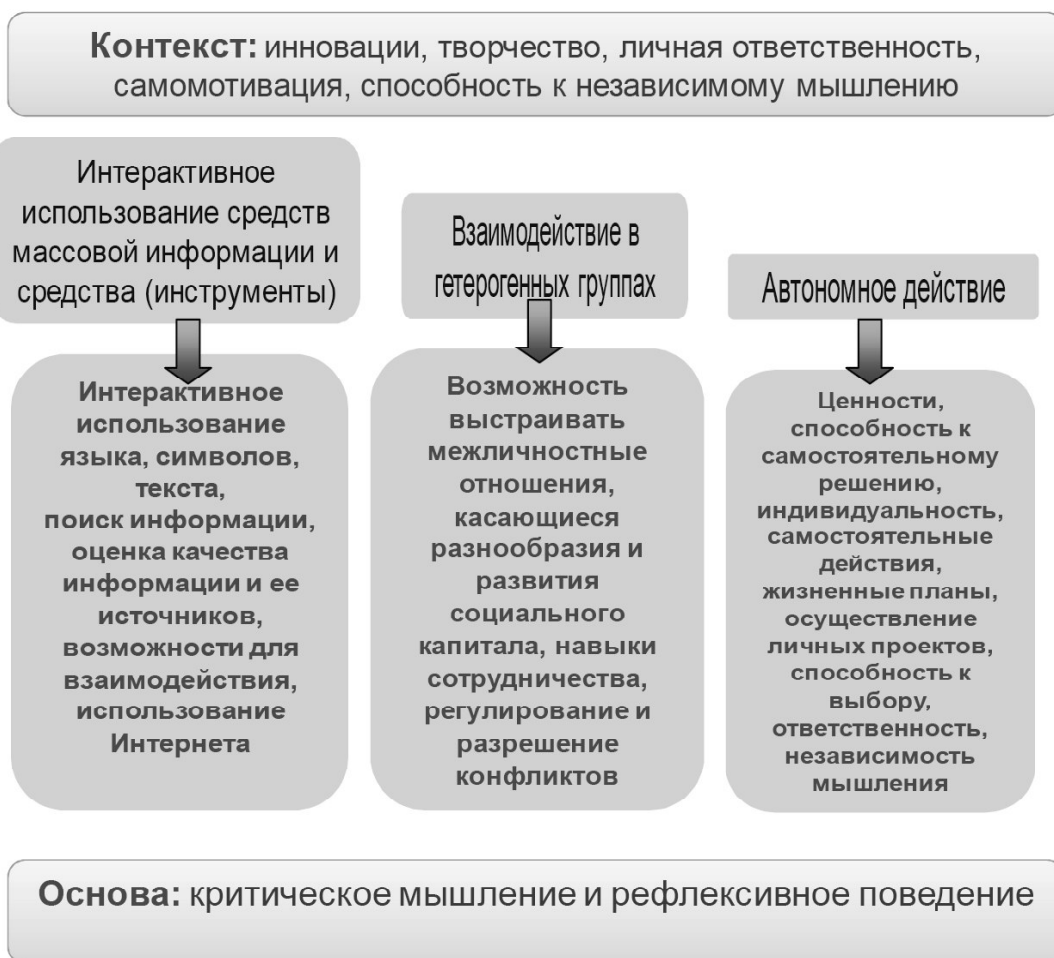 Контекст: инновации, творчество, личная ответственность,
самомотивация, способность к независимому мышлению
Интерактивное
использование средств
массовой информации и
средства (инструменты)
Интерактивное
использование
языка, символов,
текста,
поиск информации,
оценка качества
информации и ее
источников,
возможности для
взаимодействия,
использование
Интернета
Взаимодействие в
гетерогенных группах
Возможность
выстраивать
межличностные
отношения,
касающиеся
разнообразия и
развития
социального
капитала, навыки
сотрудничества,
регулирование и
разрешение
конфликтов
Автономное действие
Ценности,
способность к
самостоятельному
решению,
индивидуальность,
самостоятельные
действия,
жизненные планы,
осуществление
личных проектов,
способность к
выбору,
ответственность,
независимость
мышления
Основа: критическое мышление и рефлексивное поведение